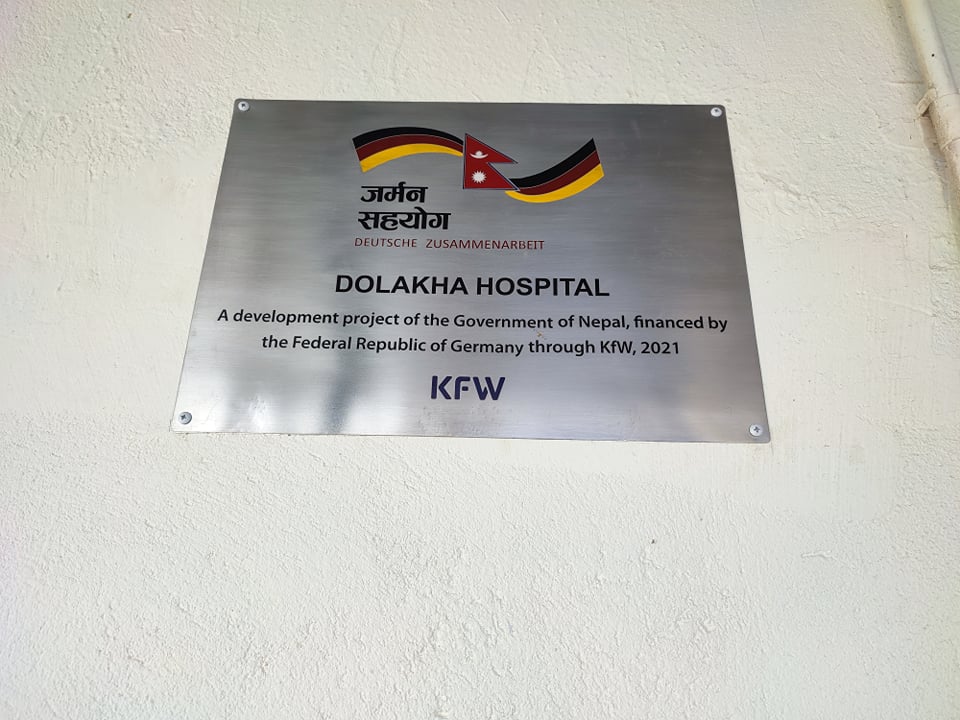 जर्मन
सहयोग
DEUTSCHE ZUSAMMENARBEIT
DOLAKHA HOSPITAL
A development project of the Government of Nepal, financed by
the Federal Republic of Germany through KfW, 2021
KFW